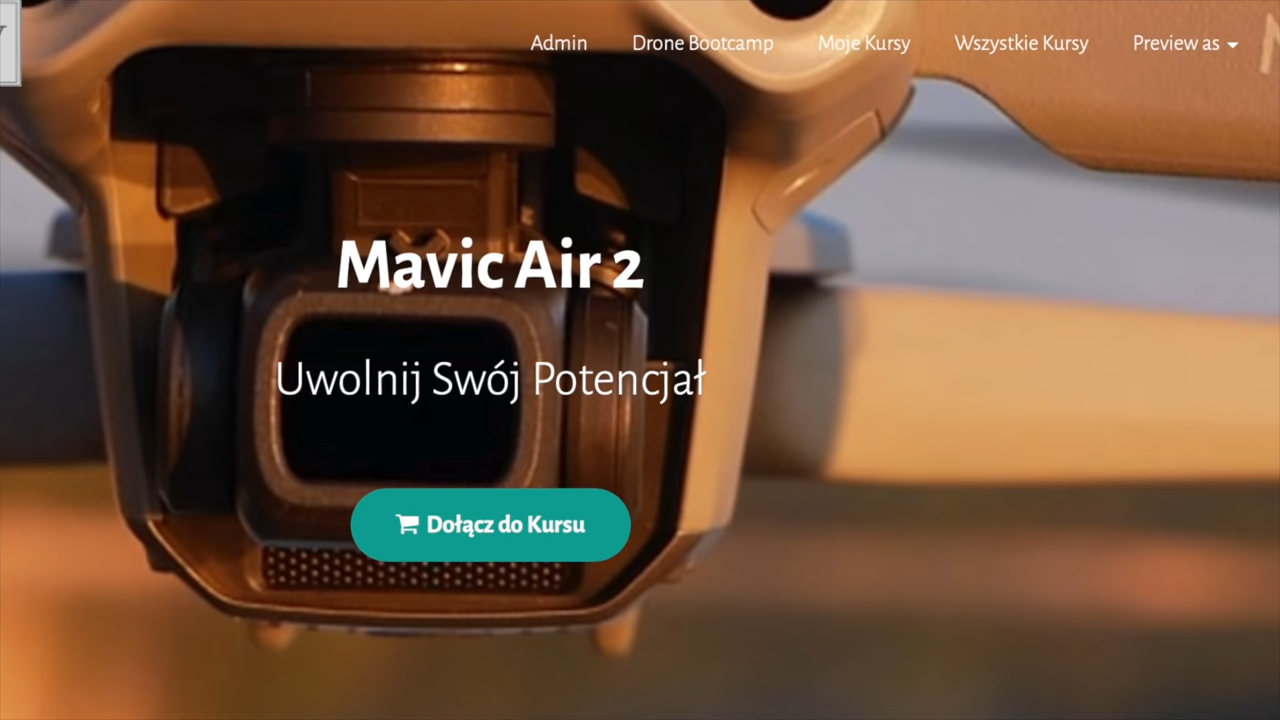 Admin Drone Bootcamp Moje Kursy Wszystkie Kursy Preview as
Mavic Air 2
Uwolnij Swój Potencjał
Dołącz do Kursu